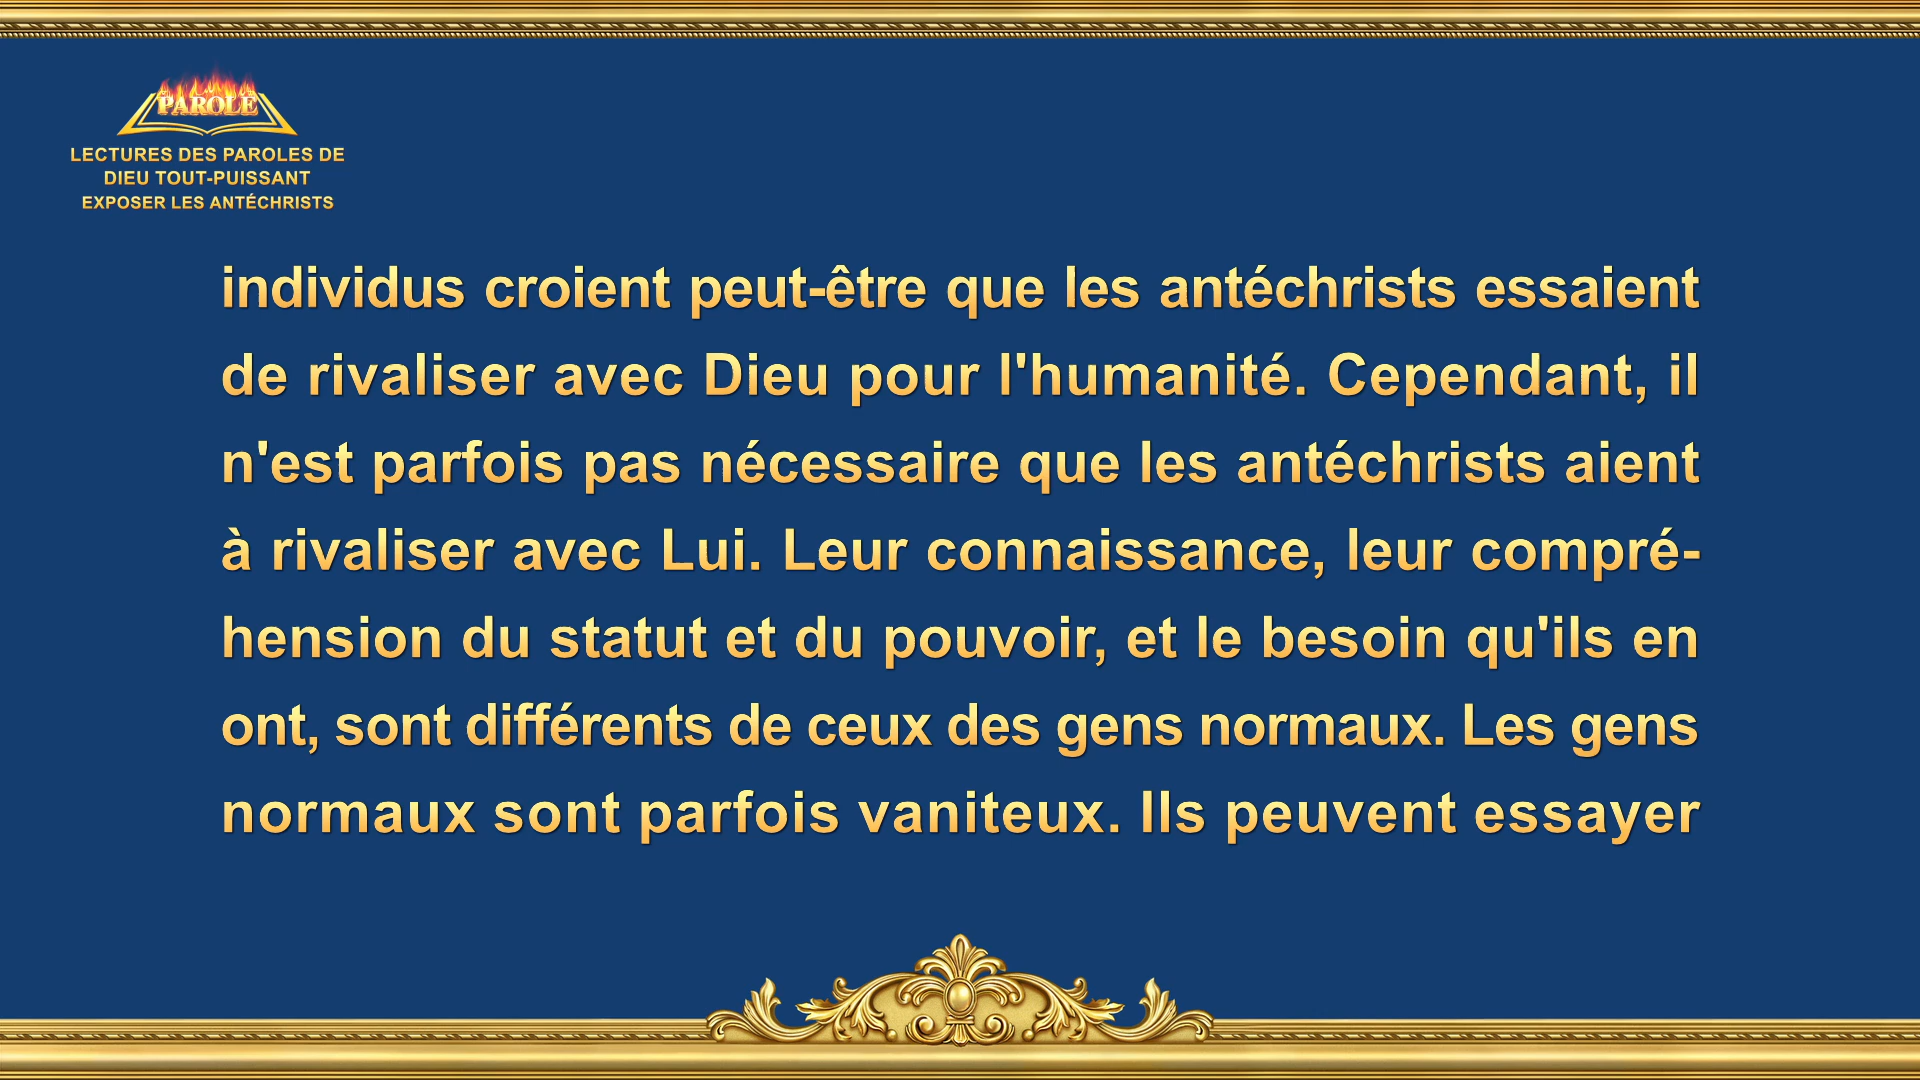 PAROLE
LECTURES DES PAROLES DE
DIEU TOUT-PUISSANT
EXPOSER LES ANTÉCHRISTS
individus croient peut-être que les antéchrists essaient
de rivaliser avec Dieu pour l'humanité. Cependant, il
n'est parfois pas nécessaire que les antéchrists aient
à rivaliser avec Lui. Leur connaissance, leur compré-
hension du statut et du pouvoir, et le besoin qu'ils en
ont, sont différents de ceux des gens normaux. Les gens
normaux sont parfois vaniteux. Ils peuvent essayer